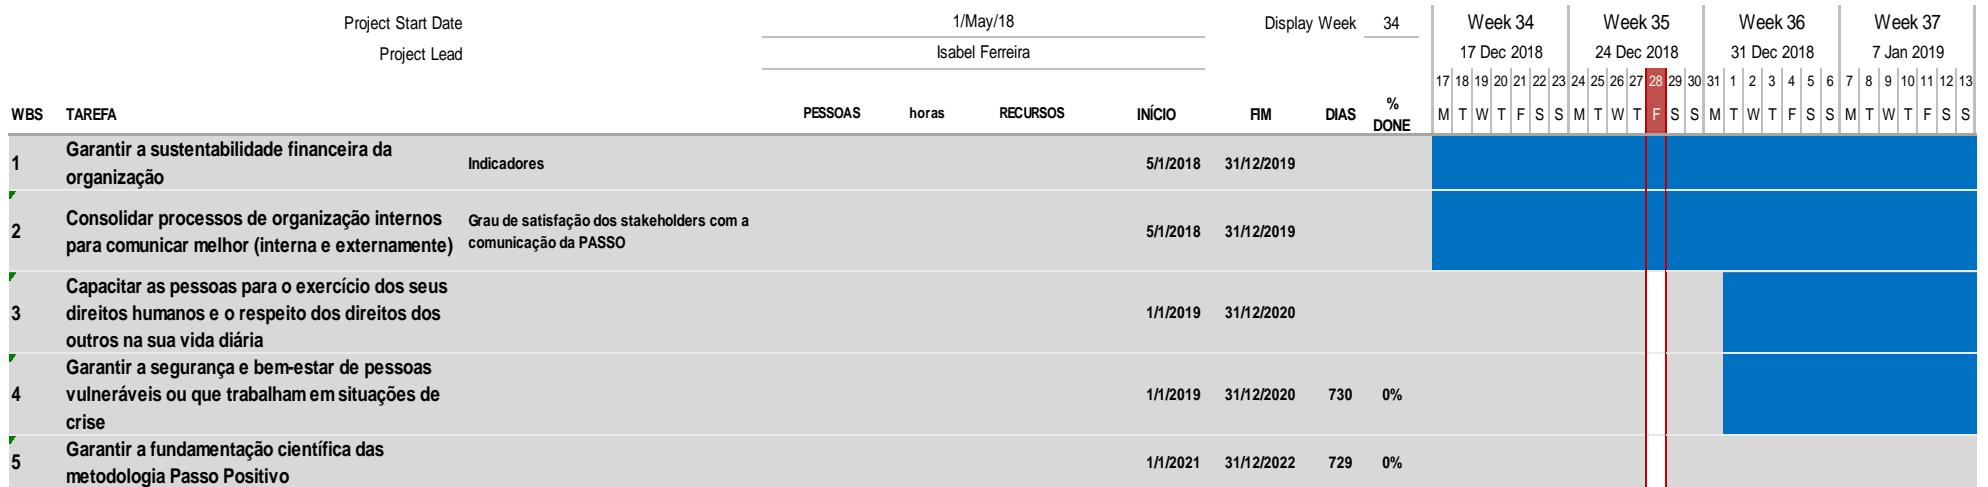 Project Start Date 1/May/18 Display Week 34 Week 34 Week 35 Week 36 Week 37
Project Lead Isabel Ferreira 17 Dec 2018 24 Dec 2018 31 Dec 2018 7 Jan 2019
17 18 19 20 21 22 23 24 25 26 27 28 29 30 31 1 2 3 4 5 6 7 8 9 10 11 12 13
WBS TAREFA PESSOAS horas RECURSOS INÍCIO FIM DIAS % DONE M T W T F S S M T W T F S S M T W T F S S M T W T F S S
1 Garantir a sustentabilidade financeira da
organização Indicadores 5/1/2018 31/12/2019
2 Consolidar processos de organização internos
para comunicar melhor (interna e externamente) Grau de satisfação dos stakeholders com a
comunicação da PASSO 5/1/2018 31/12/2019
3 Capacitar as pessoas para o exercício dos seus
direitos humanos e o respeito dos direitos dos
outros na sua vida diária 1/1/2019 31/12/2020
4 Garantir a segurança e bem-estar de pessoas
vulneráveis ou que trabalham em situações de
crise 1/1/2019 31/12/2020 730 0%
5 Garantir a fundamentação científica das
metodologia Passo Positivo 1/1/2021 31/12/2022 729 0%